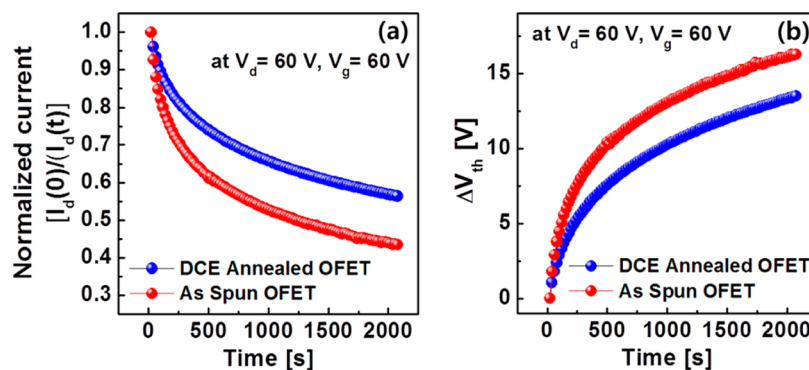 (a)
at V_d= 60 V, V_g= 60 V
Normalized current
[I_d(0)/(I_d(t)]
1.0
0.9
0.8
0.7
0.6
0.5
0.4
0.3
DCE Annealed OFET
As Spun OFET
0 500 1000 1500 2000
Time [s]
(b)
at V_d= 60 V, V_g= 60 V
ΔV_th [V]
15
10
5
0
DCE Annealed OFET
As Spun OFET
0 500 1000 1500 2000
Time [s]